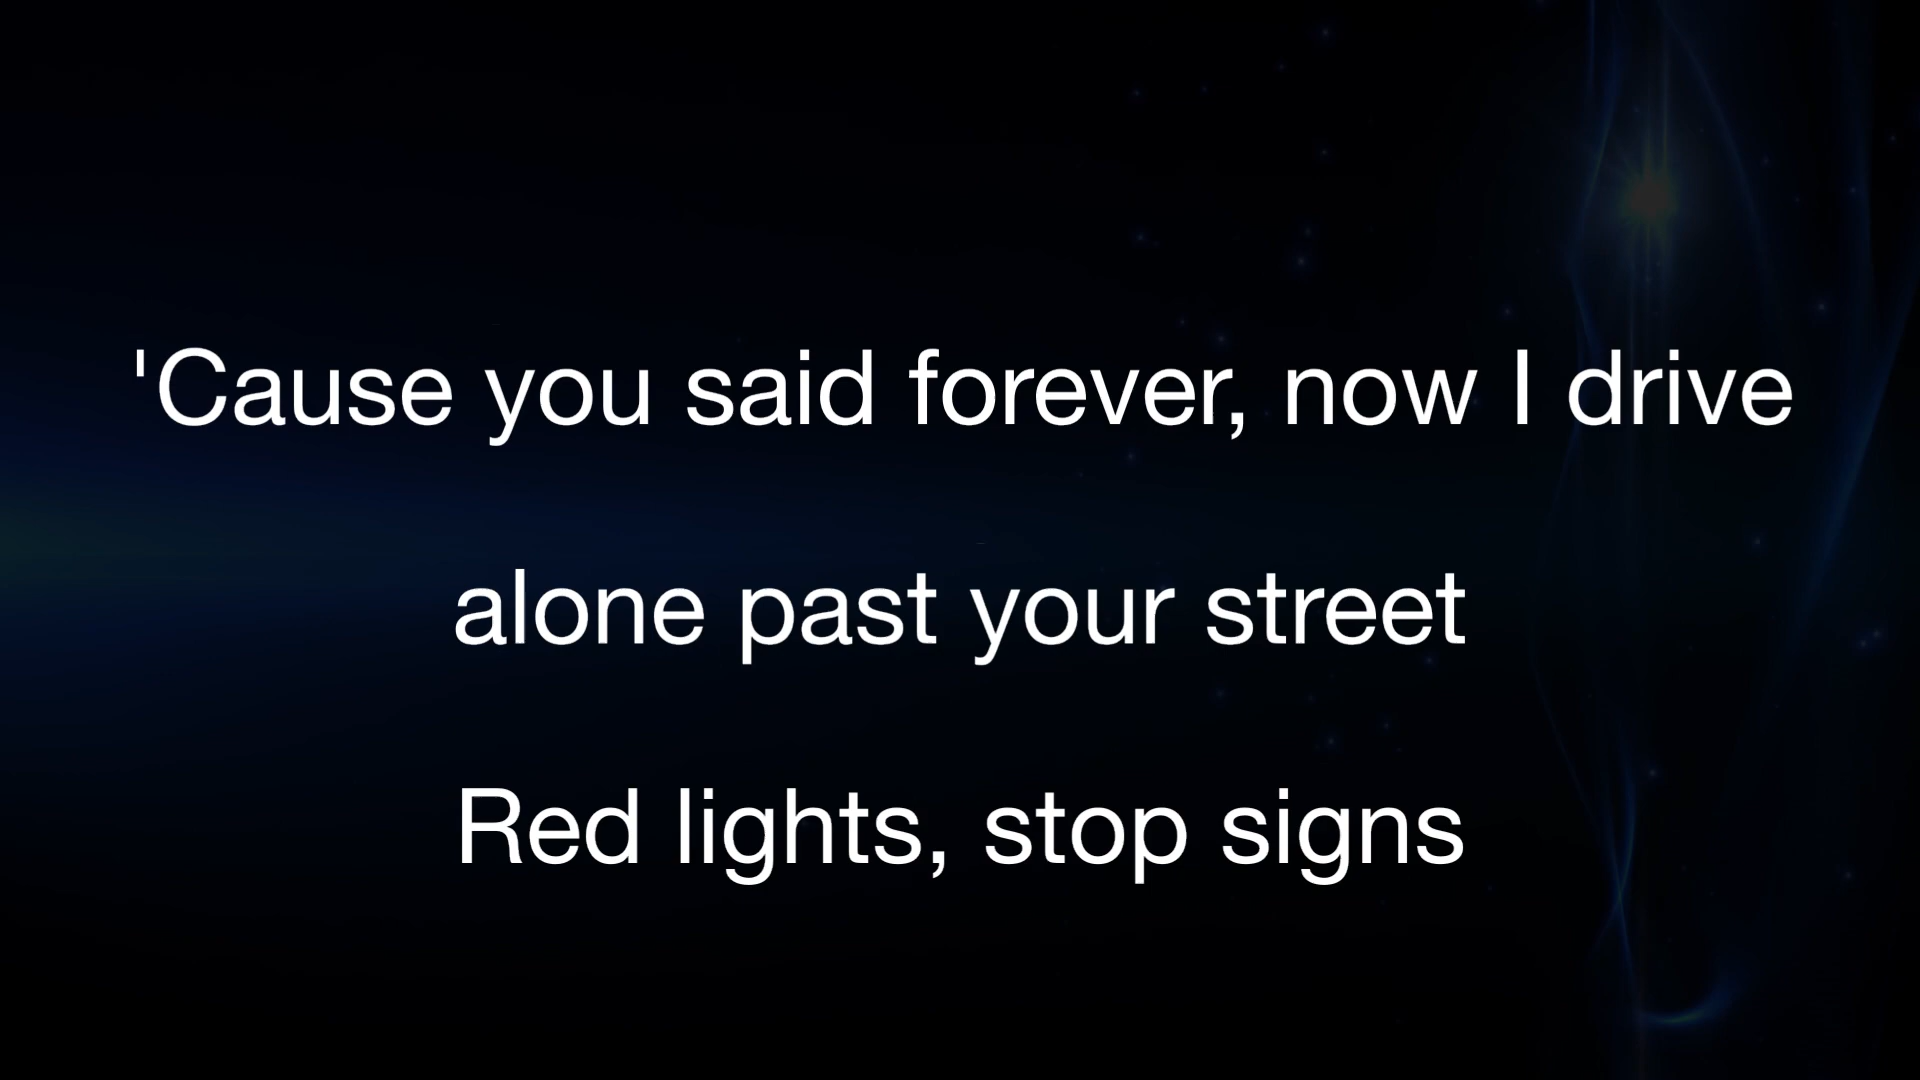 'Cause you said forever, now I drive
alone past your street
Red lights, stop signs